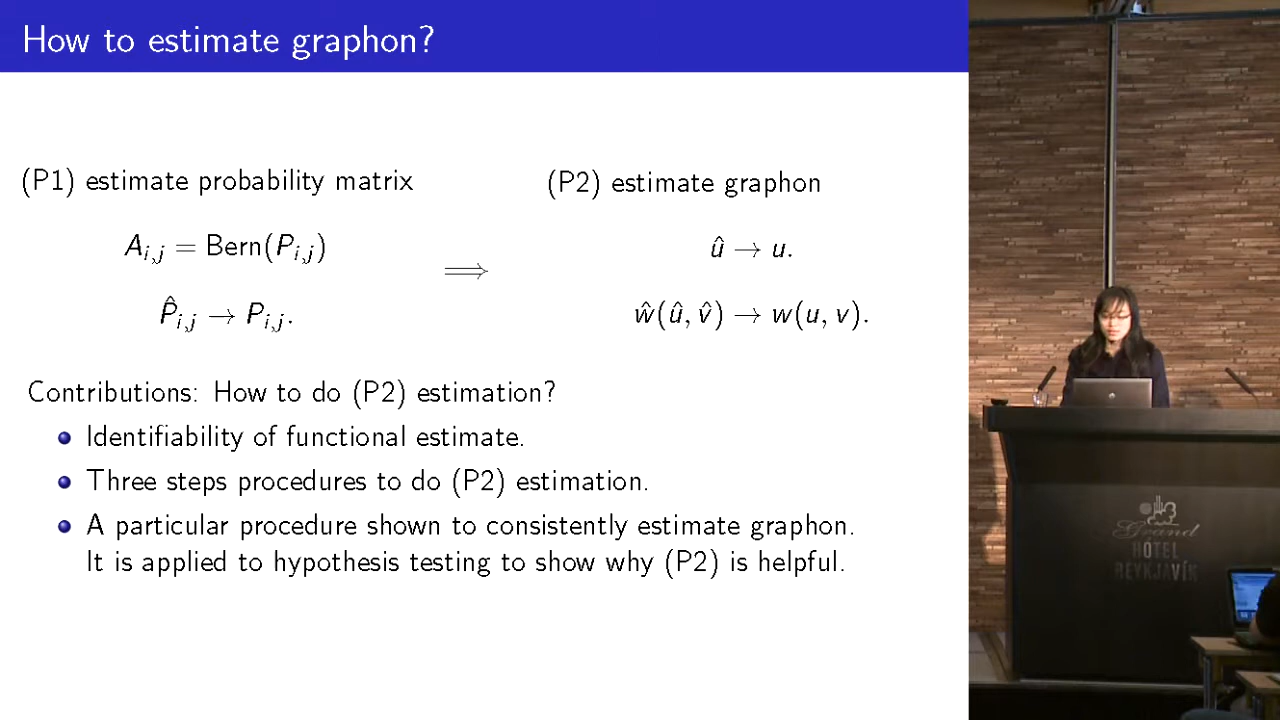 How to estimate graphon?
(P1) estimate probability matrix
A_{i,j} = Bern(P_{i,j})
P̂_{i,j} → P_{i,j}.
⟹
(P2) estimate graphon
û → u.
ŵ(û, v̂) → w(u, v).
Contributions: How to do (P2) estimation?
Identifiability of functional estimate.
Three steps procedures to do (P2) estimation.
A particular procedure shown to consistently estimate graphon.
It is applied to hypothesis testing to show why (P2) is helpful.
Grand
HÓTEL
REYKJAVÍK